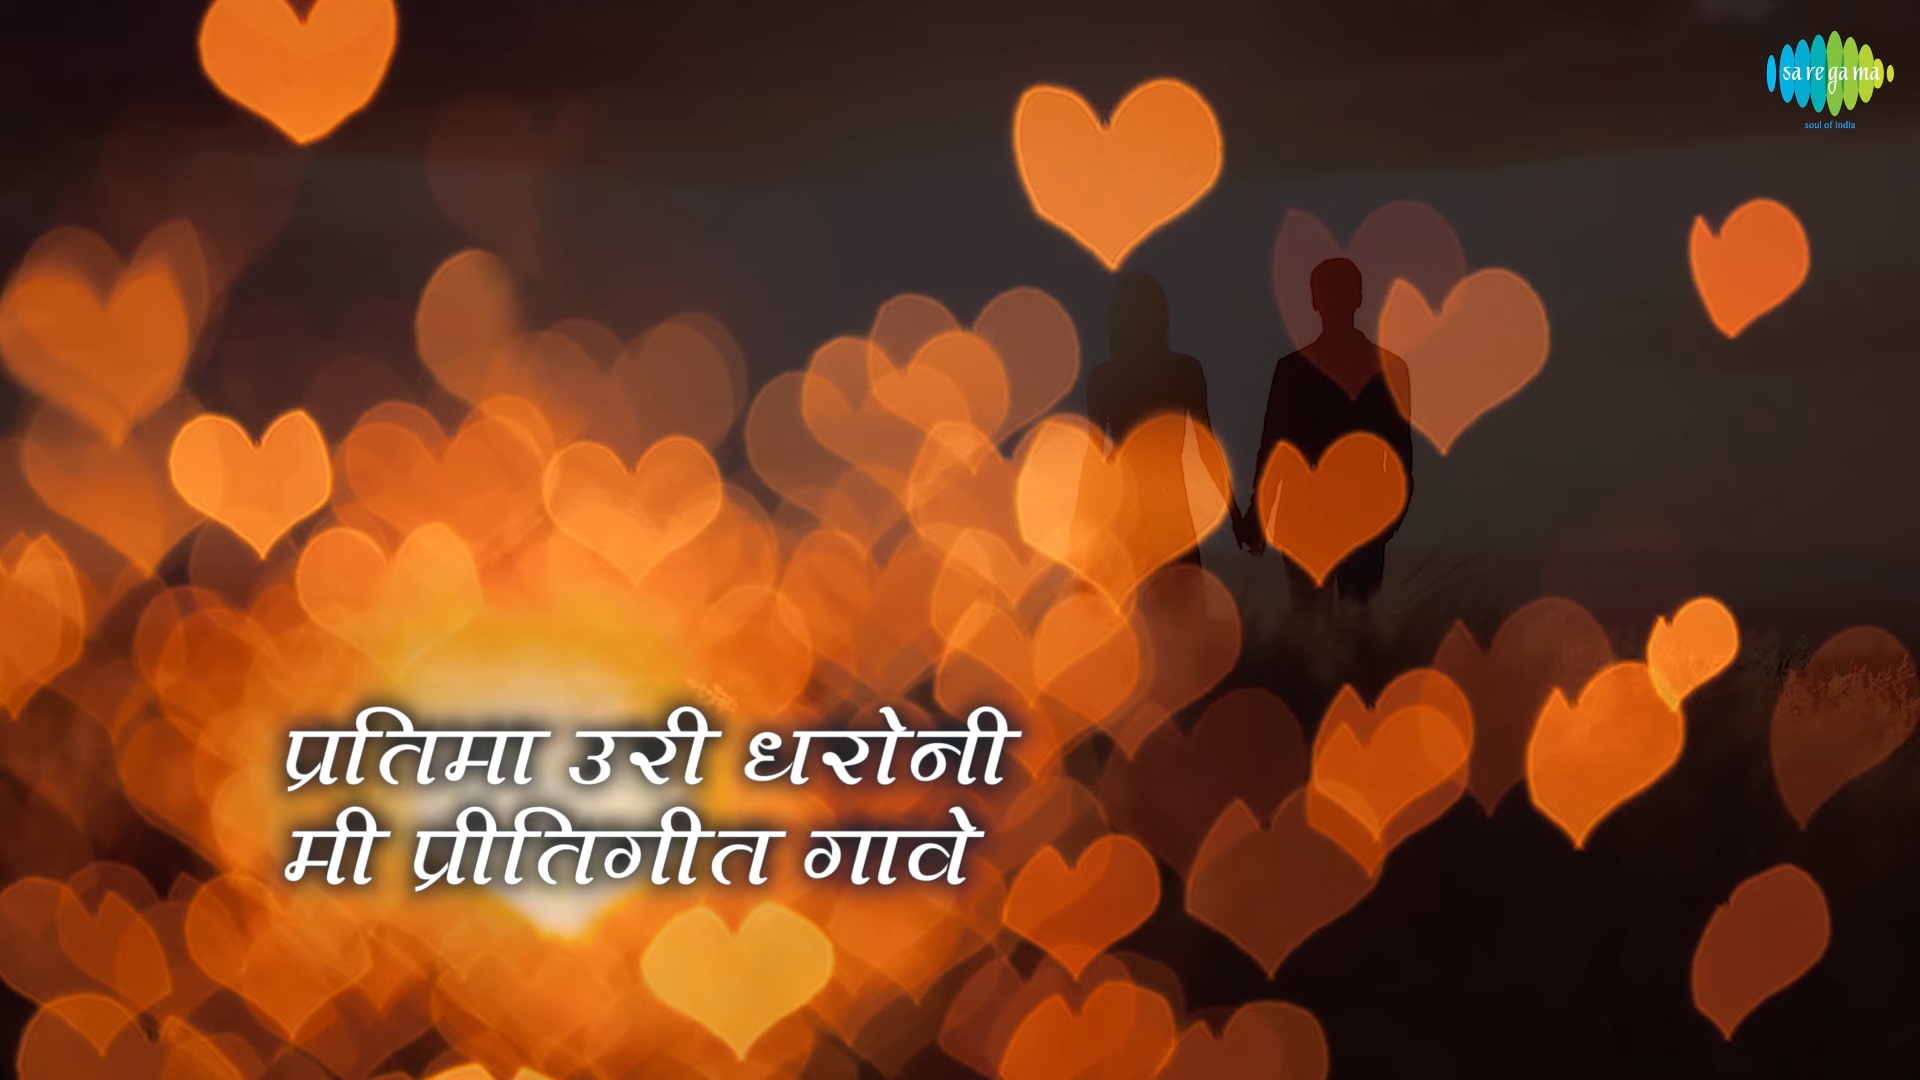 sa re ga ma
soul of India
प्रतिमा उरी धरोनी
मी प्रीतिगीत गावे